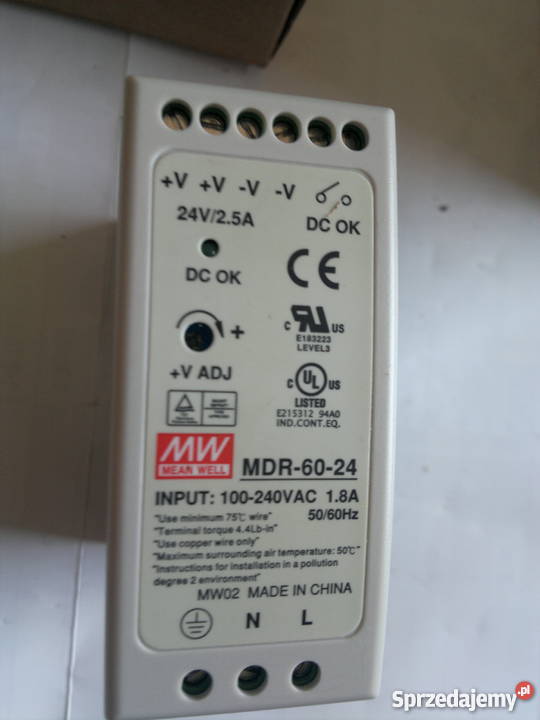 +V +V -V -V
24V/2.5A
DC OK
DC OK
CE
+
+V ADJ
c RU US
E183223
LEVEL3
c UL US
LISTED
E215312 94A0
IND.CONT.EQ.
MW
MEAN WELL
MDR-60-24
INPUT: 100-240VAC 1.8A
50/60Hz
"Use minimum 75℃ wire"
"Terminal torque 4.4Lb-in"
"Use copper wire only"
"Maximum surrounding air temperature: 50℃"
"Instructions for installation in a pollution
degree 2 environment"
MW02 MADE IN CHINA
N L
Sprzedajemy.pl